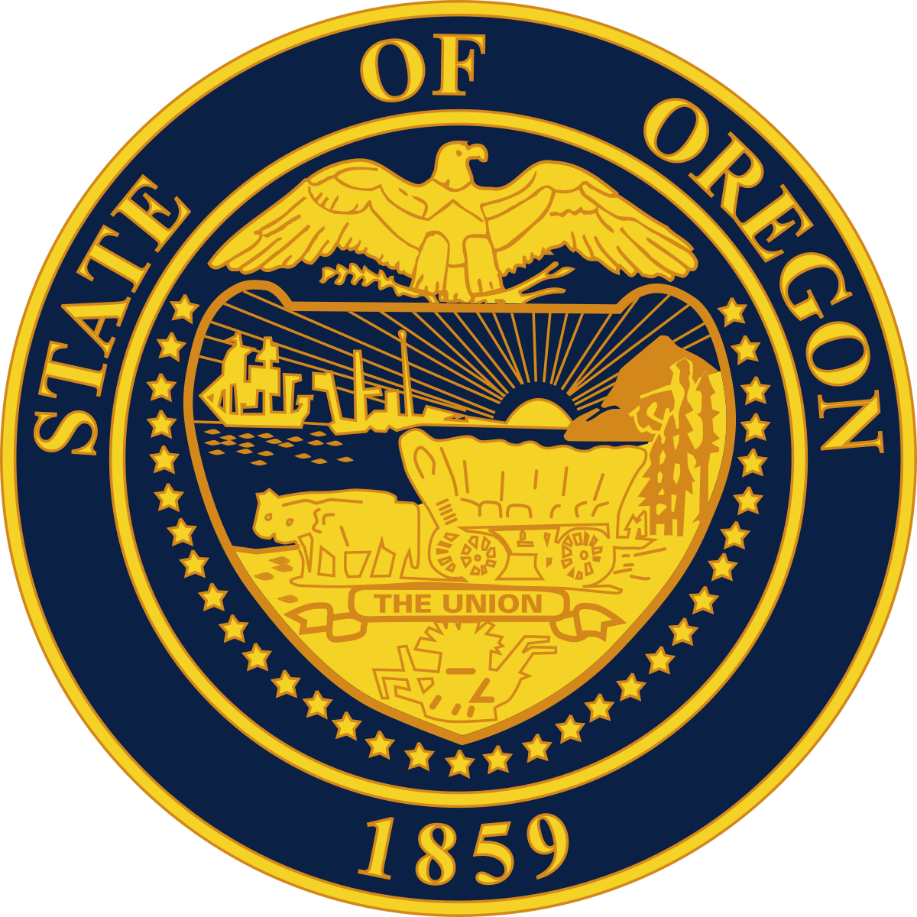 STATE OF OREGON
THE UNION
1859